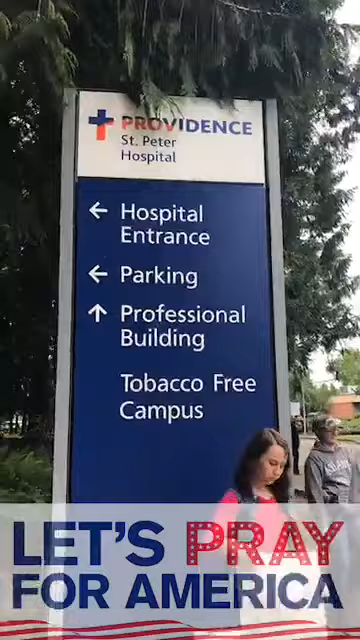 PROVIDENCE
St. Peter
Hospital
← Hospital
Entrance
← Parking
↑ Professional
Building
Tobacco Free
Campus
LET'S PRAY
FOR AMERICA